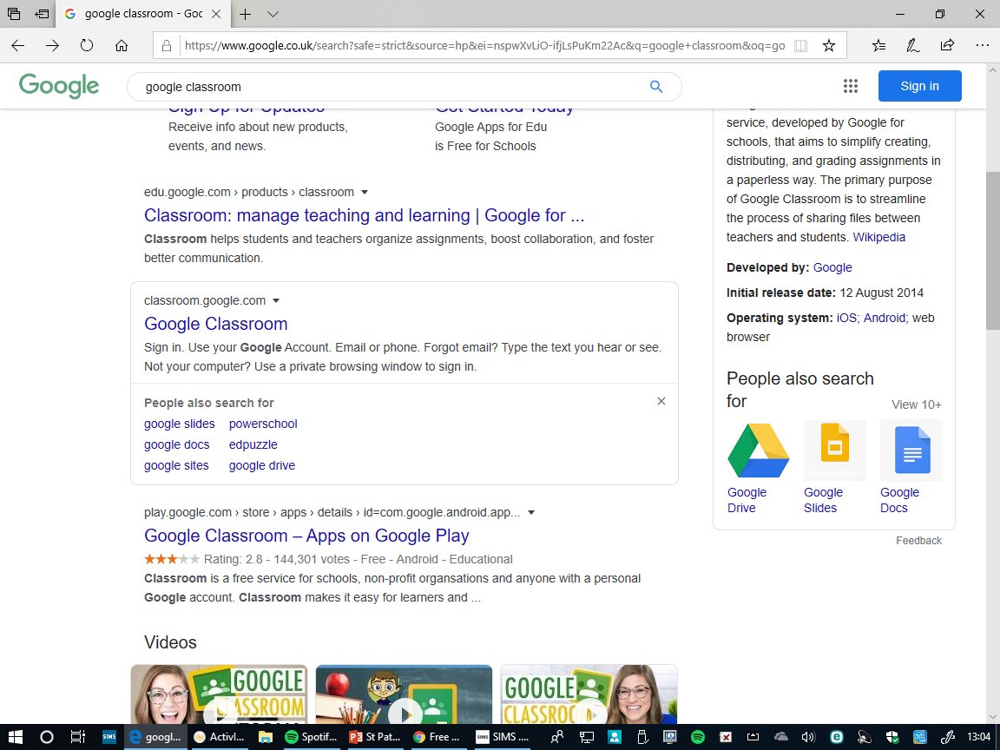 google classroom - Goo
https://www.google.co.uk/search?safe=strict&source=hp&ei=nspwXvLiO-ifjLsPuKm22Ac&q=google+classroom&oq=go
Google
google classroom
Sign in
Sign Up for Updates
Receive info about new products,
events, and news.
Get Started Today
Google Apps for Edu
is Free for Schools
edu.google.com › products › classroom
Classroom: manage teaching and learning | Google for ...
Classroom helps students and teachers organize assignments, boost collaboration, and foster
better communication.
classroom.google.com
Google Classroom
Sign in. Use your Google Account. Email or phone. Forgot email? Type the text you hear or see.
Not your computer? Use a private browsing window to sign in.
People also search for
google slides powerschool
google docs edpuzzle
google sites google drive
play.google.com › store › apps › details › id=com.google.android.app...
Google Classroom – Apps on Google Play
Rating: 2.8 - 144,301 votes - Free - Android - Educational
Classroom is a free service for schools, non-profit organsations and anyone with a personal
Google account. Classroom makes it easy for learners and ...
Videos
GOOGLE
CLASSROOM
GOOGLE
CLASSROOM
service, developed by Google for
schools, that aims to simplify creating,
distributing, and grading assignments in
a paperless way. The primary purpose
of Google Classroom is to streamline
the process of sharing files between
teachers and students. Wikipedia
Developed by: Google
Initial release date: 12 August 2014
Operating system: iOS; Android; web
browser
People also search
for
View 10+
Google
Drive
Google
Slides
Google
Docs
Feedback
SIMS
googl...
ActivI...
Spotif...
St Pat...
Free ...
SIMS
SIMS ....
13:04